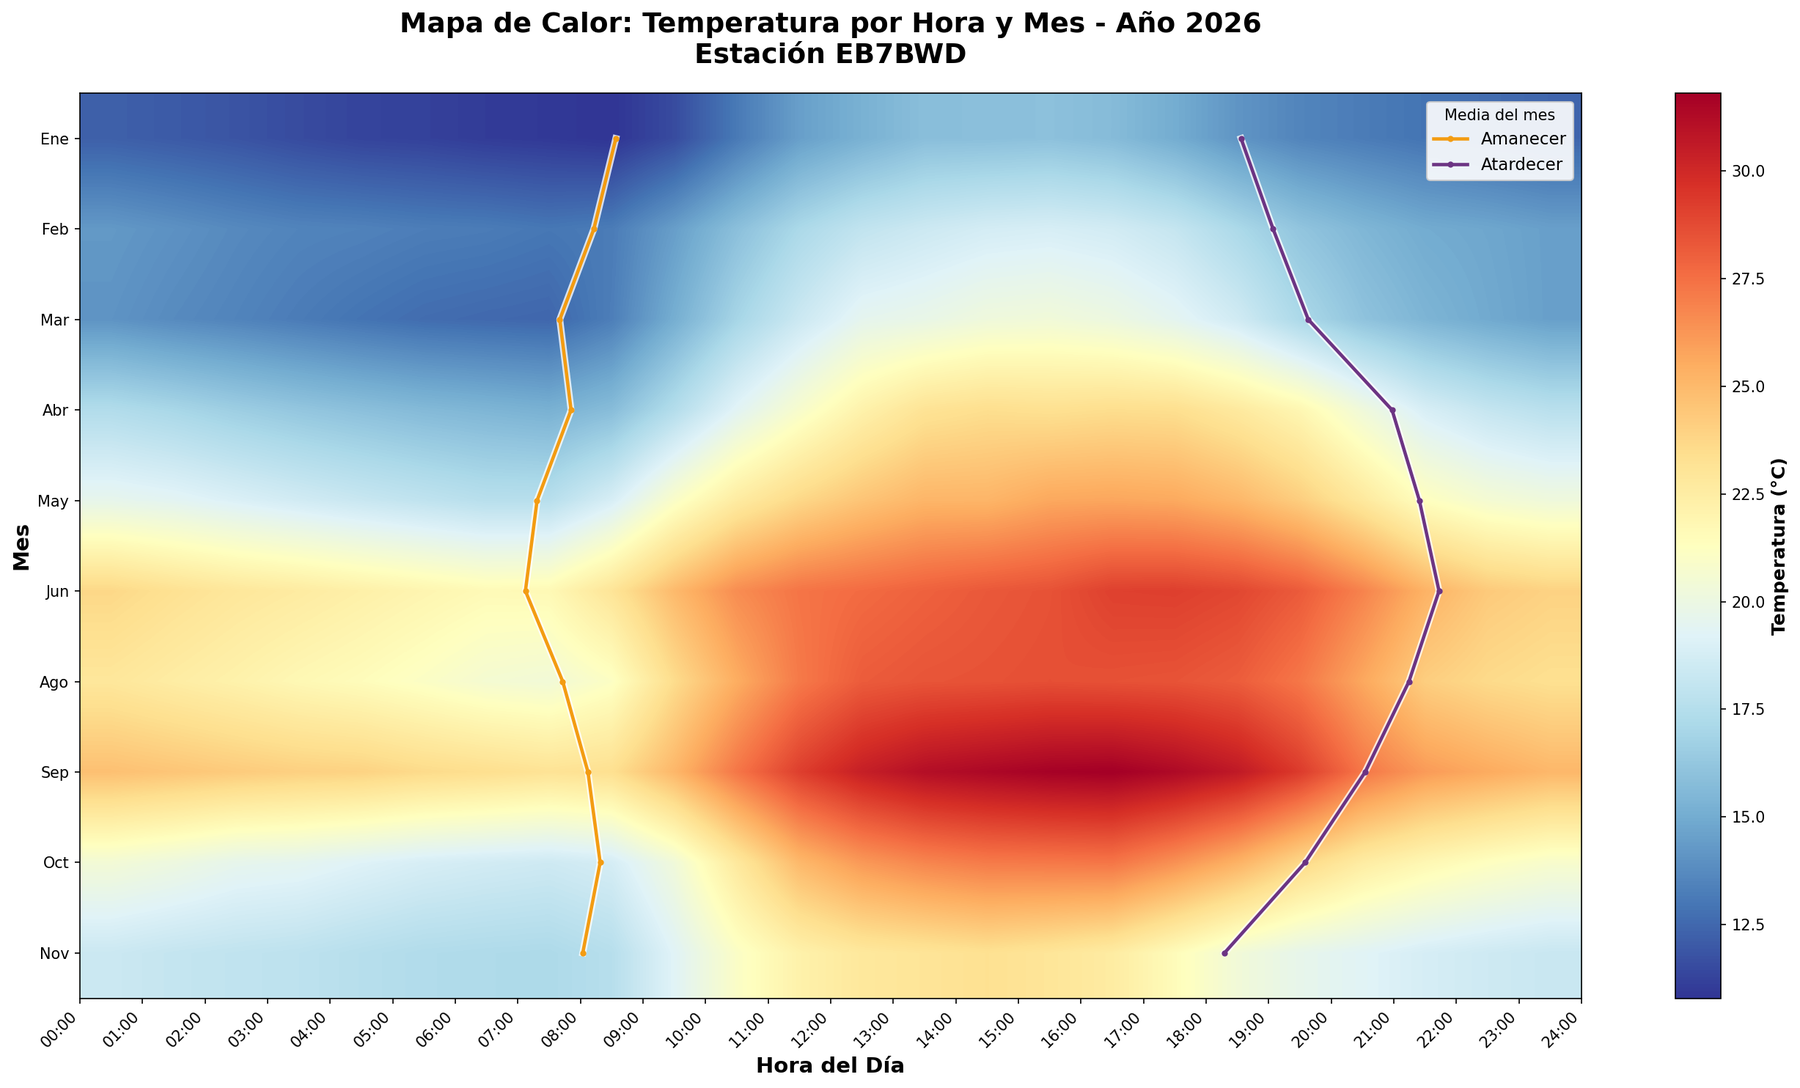 Mapa de Calor: Temperatura por Hora y Mes - Año 2026
Estación EB7BWD
Media del mes
Amanecer
Atardecer
Mes
Ene
Feb
Mar
Abr
May
Jun
Ago
Sep
Oct
Nov
00:00
01:00
02:00
03:00
04:00
05:00
06:00
07:00
08:00
09:00
10:00
11:00
12:00
13:00
14:00
15:00
16:00
17:00
18:00
19:00
20:00
21:00
22:00
23:00
24:00
Hora del Día
30.0
27.5
25.0
22.5
20.0
17.5
15.0
12.5
Temperatura (°C)